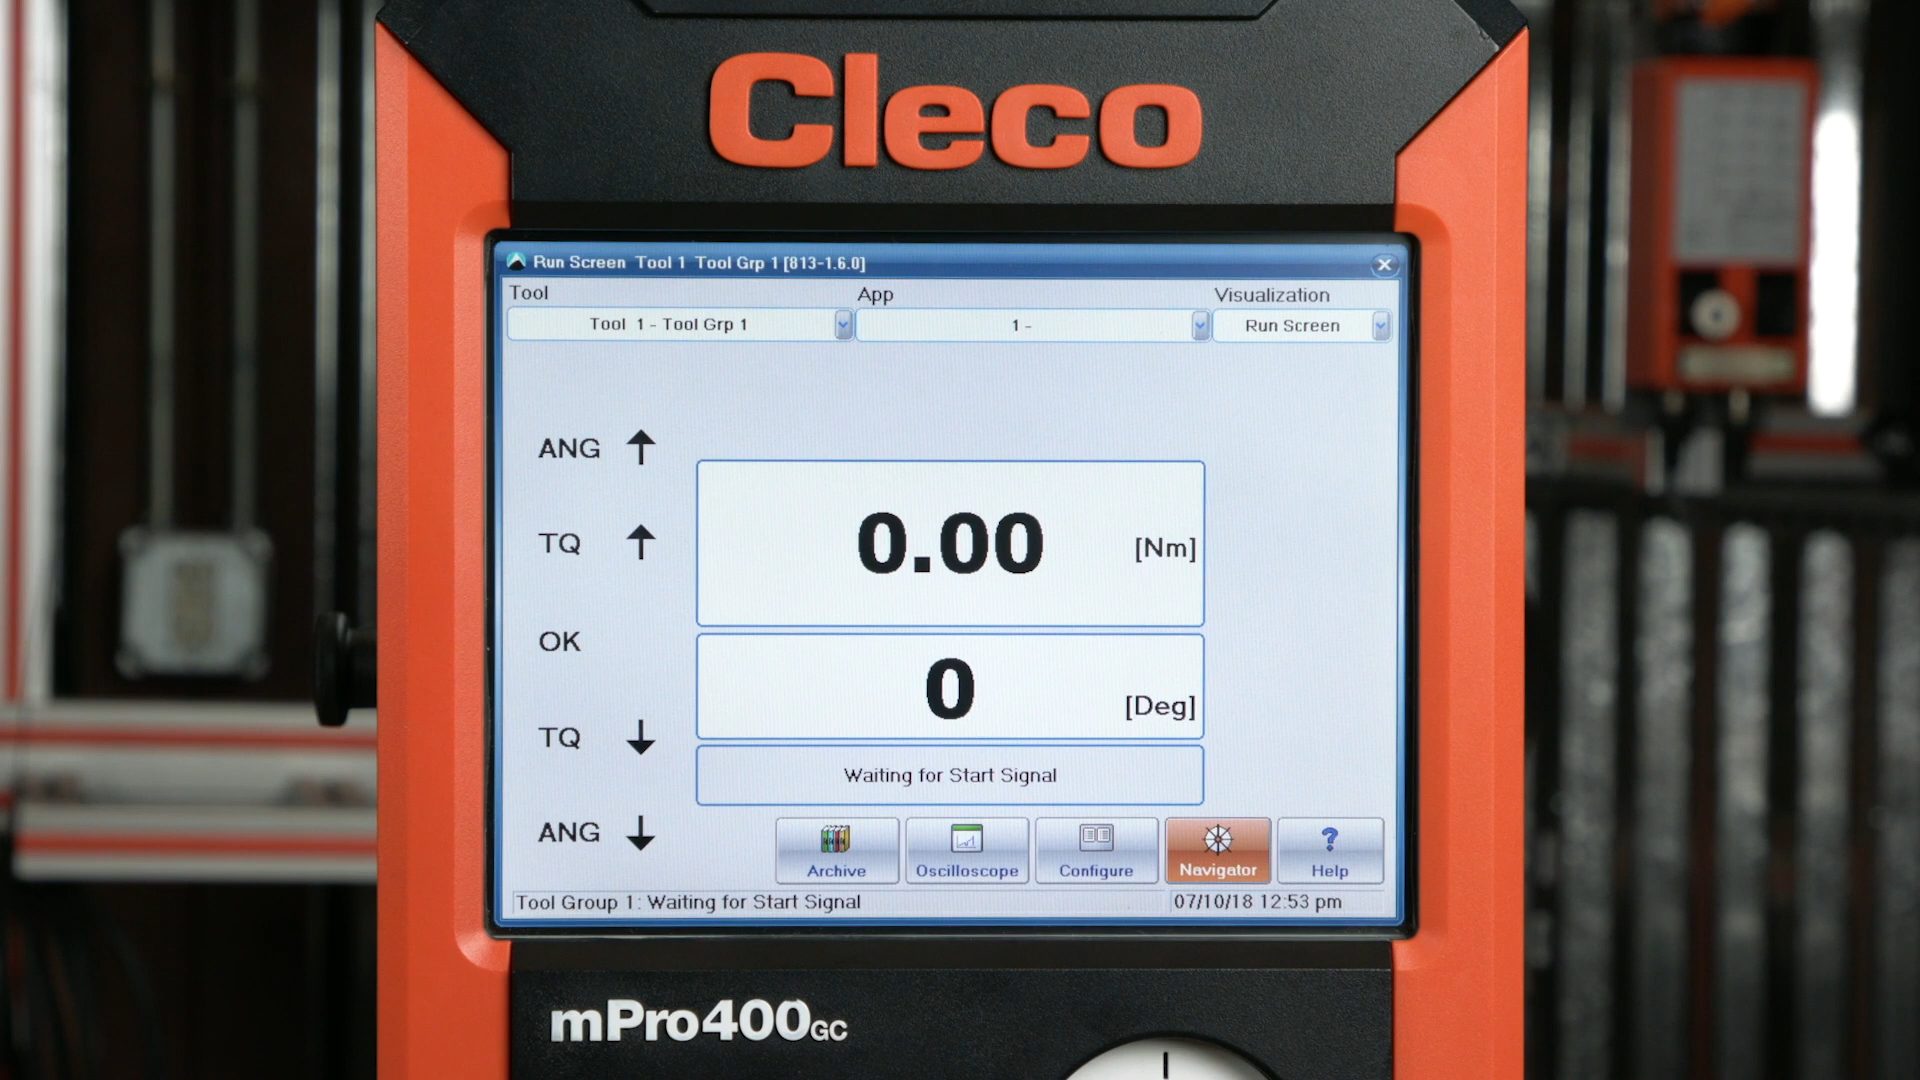 Cleco
Run Screen Tool 1 Tool Grp 1 [813-1.6.0]
Tool App Visualization
Tool 1 - Tool Grp 1 1 - Run Screen
ANG ↑
TQ ↑
0.00 [Nm]
OK
0 [Deg]
TQ ↓
Waiting for Start Signal
ANG ↓
Archive Oscilloscope Configure Navigator Help
Tool Group 1: Waiting for Start Signal 07/10/18 12:53 pm
mPro400GC